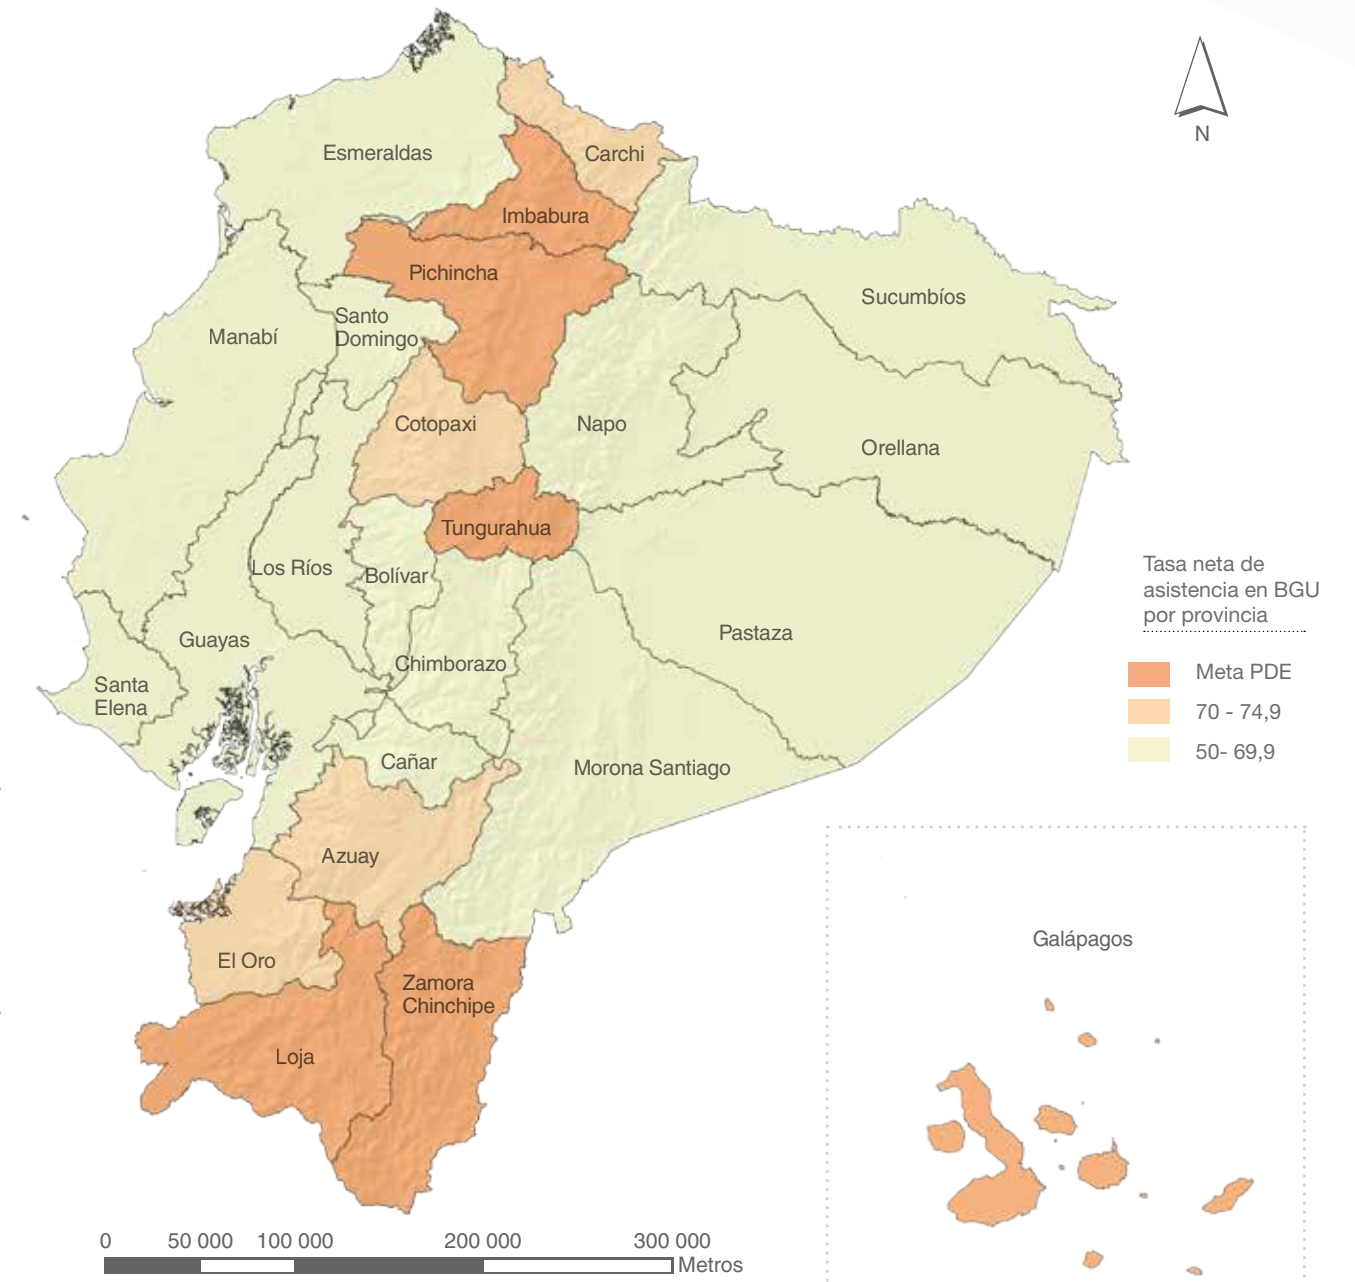 N
Esmeraldas
Carchi
Imbabura
Pichincha
Sucumbíos
Santo
Domingo
Manabí
Cotopaxi
Napo
Orellana
Tungurahua
Los Ríos
Bolívar
Guayas
Pastaza
Chimborazo
Santa
Elena
Cañar
Morona Santiago
Azuay
El Oro
Zamora
Chinchipe
Loja
Tasa neta de
asistencia en BGU
por provincia
Meta PDE
70 - 74,9
50- 69,9
Galápagos
0 50 000 100 000 200 000 300 000
Metros